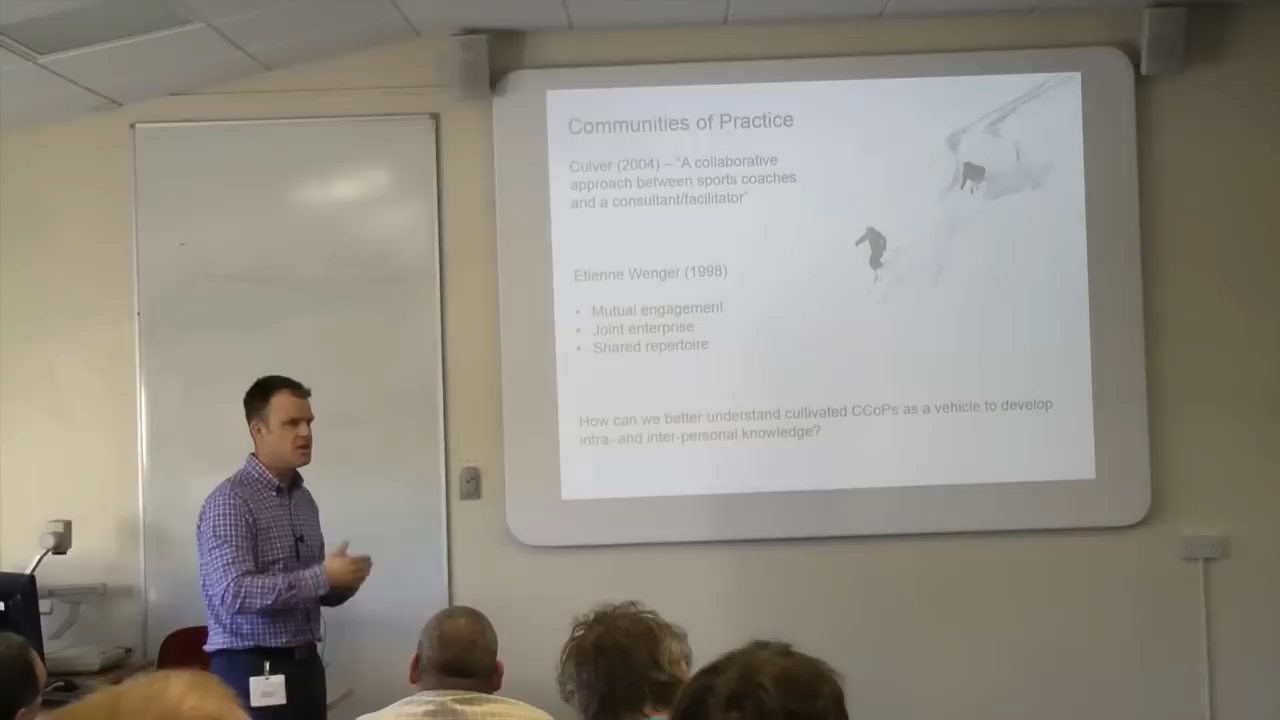 Communities of Practice
Culver (2004) – "A collaborative
approach between sports coaches
and a consultant/facilitator"
Etienne Wenger (1998)
• Mutual engagement
• Joint enterprise
• Shared repertoire
How can we better understand cultivated CCoPs as a vehicle to develop
intra- and inter-personal knowledge?